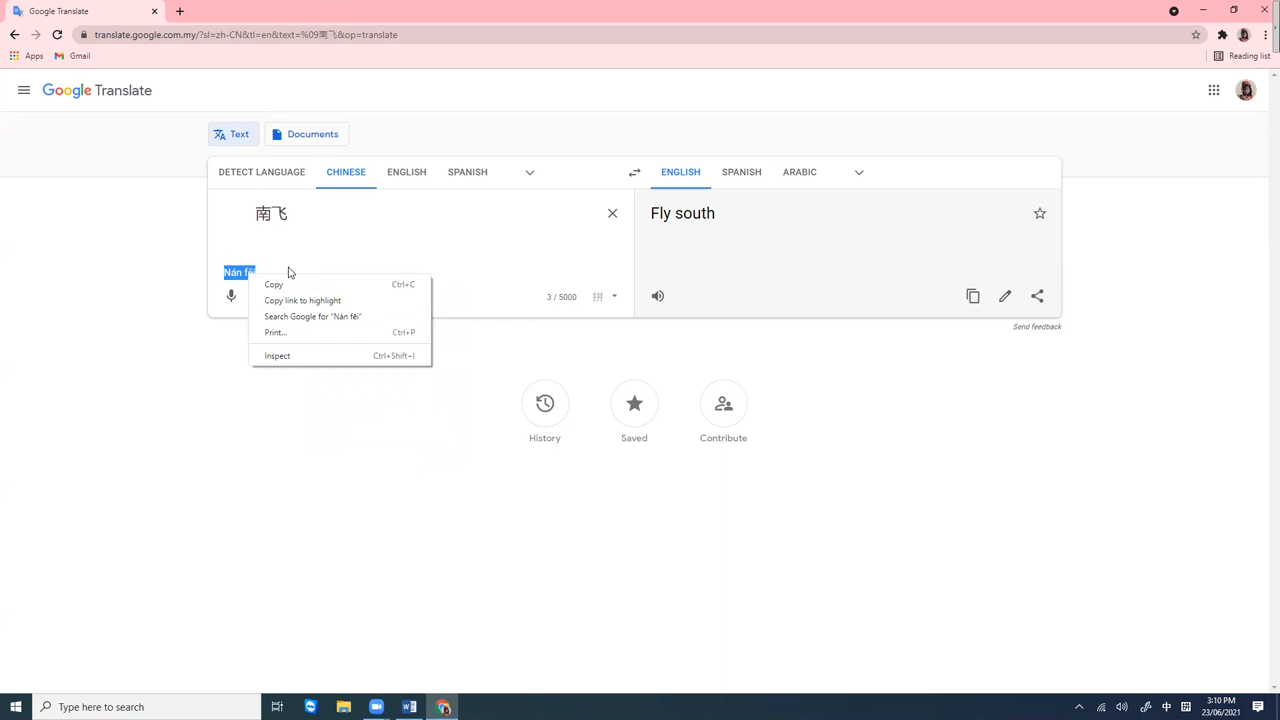 Google Translate
translate.google.com.my/?sl=zh-CN&tl=en&text=%09南飞&op=translate
Apps Gmail Reading list
Google Translate
Text Documents
DETECT LANGUAGE CHINESE ENGLISH SPANISH ENGLISH SPANISH ARABIC
南飞 Fly south
Nán fēi
3 / 5000 拼
Copy Ctrl+C
Copy link to highlight
Search Google for "Nán fēi"
Print... Ctrl+P
Inspect Ctrl+Shift+I
Send feedback
History Saved Contribute
Type here to search
中
3:10 PM
23/06/2021